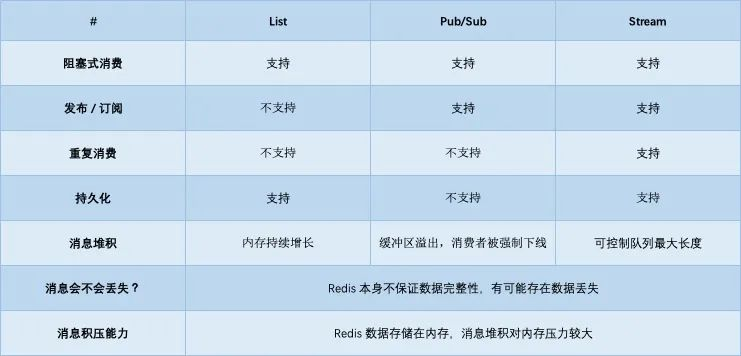 # List Pub/Sub Stream
阻塞式消费 支持 支持 支持
发布 / 订阅 不支持 支持 支持
重复消费 不支持 不支持 支持
持久化 支持 不支持 支持
消息堆积 内存持续增长 缓冲区溢出，消费者被强制下线 可控制队列最大长度
消息会不会丢失？ Redis 本身不保证数据完整性，有可能存在数据丢失
消息积压能力 Redis 数据存储在内存，消息堆积对内存压力较大